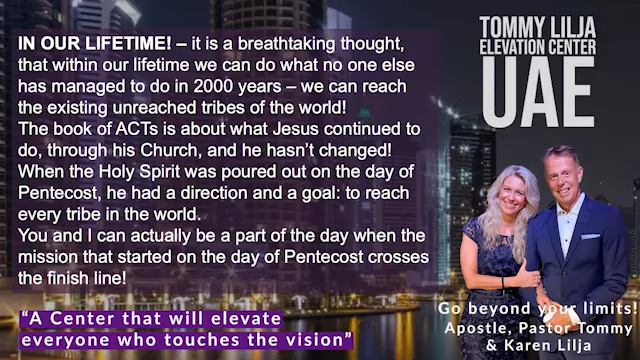 IN OUR LIFETIME! – it is a breathtaking thought,
that within our lifetime we can do what no one else
has managed to do in 2000 years – we can reach
the existing unreached tribes of the world!
The book of ACTs is about what Jesus continued to
do, through his Church, and he hasn’t changed!
When the Holy Spirit was poured out on the day of
Pentecost, he had a direction and a goal: to reach
every tribe in the world.
You and I can actually be a part of the day when the
mission that started on the day of Pentecost crosses
the finish line!
“A Center that will elevate
everyone who touches the vision”
TOMMY LILJA
ELEVATION CENTER
UAE
Go beyond your limits!
Apostle, Pastor Tommy
& Karen Lilja